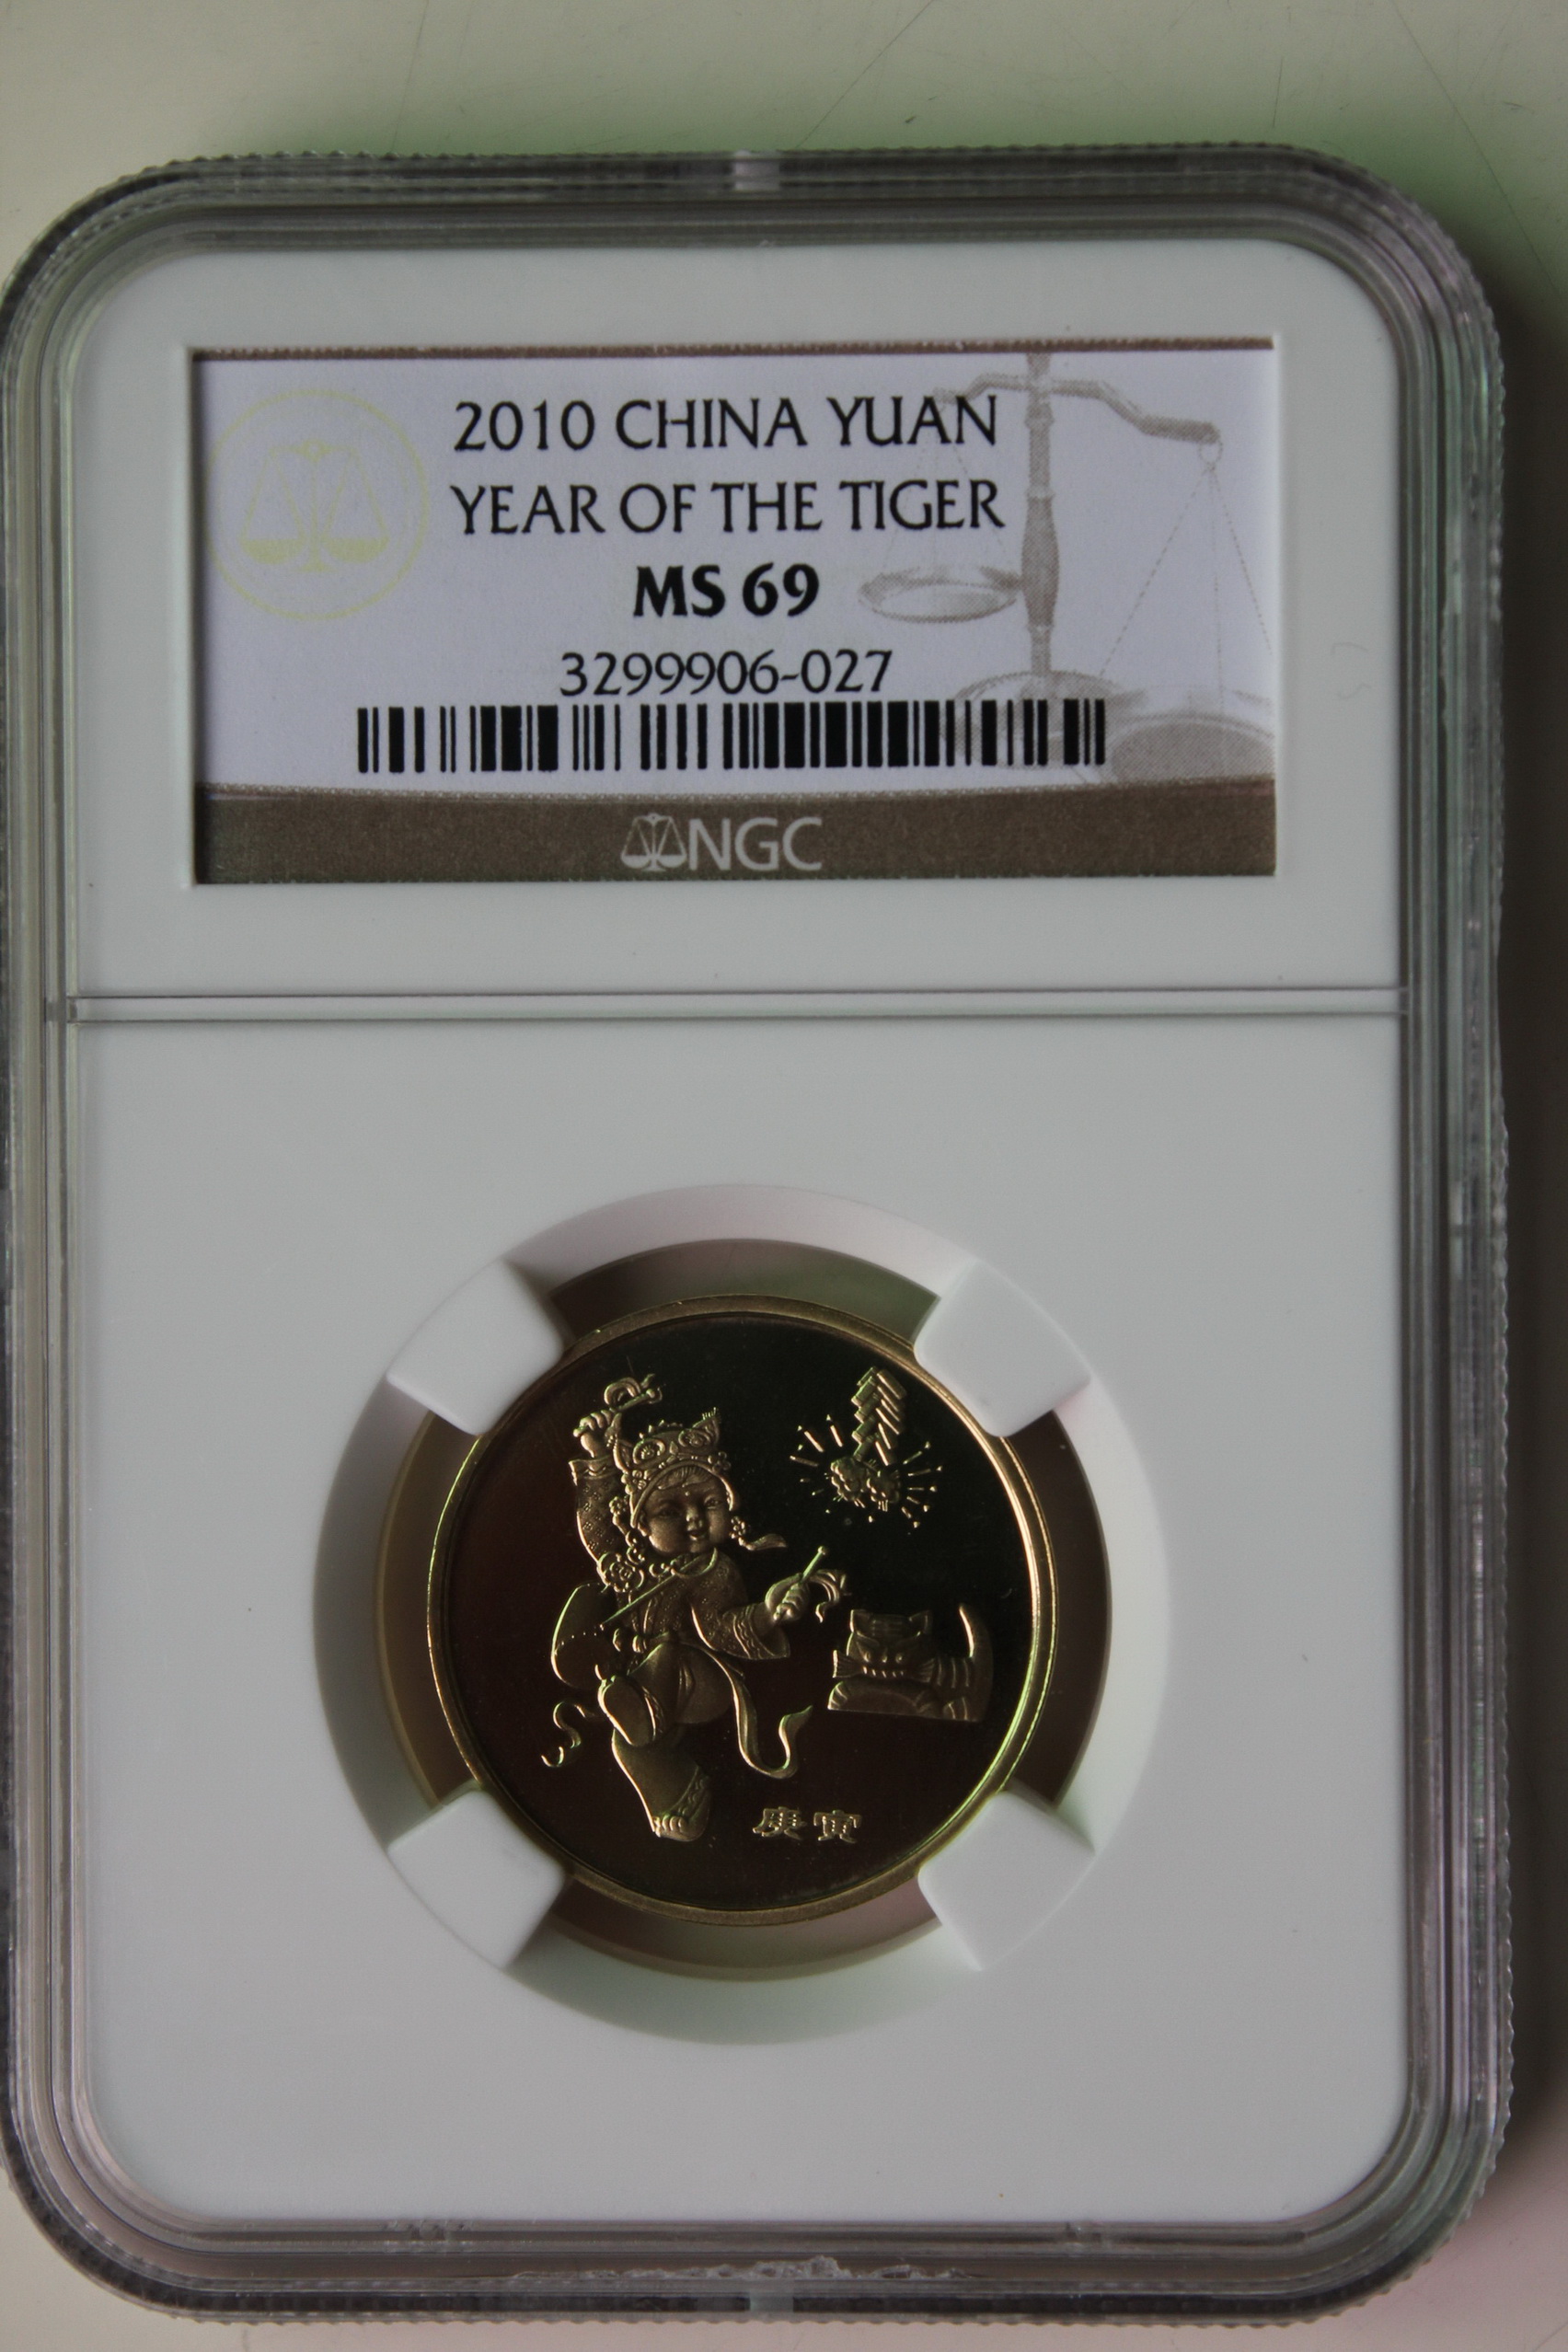 2010 CHINA YUAN
YEAR OF THE TIGER
MS 69
3299906-027
NGC
庚寅